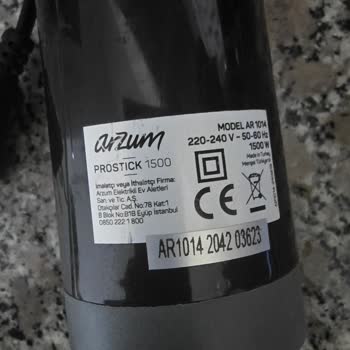 arzum
PROSTICK 1500
İmalatçı veya İthalatçı Firma:
Arzum Elektrikli Ev Aletleri
San. ve Tic. A.Ş.
Otakçılar Cad. No:78 Kat:1
B Blok No:B1B Eyüp İstanbul
0850 222 1 800
MODEL AR 1014
220-240 V - 50-60 Hz
1500 W
Made in Turkey
CE
AR1014 2042 03623